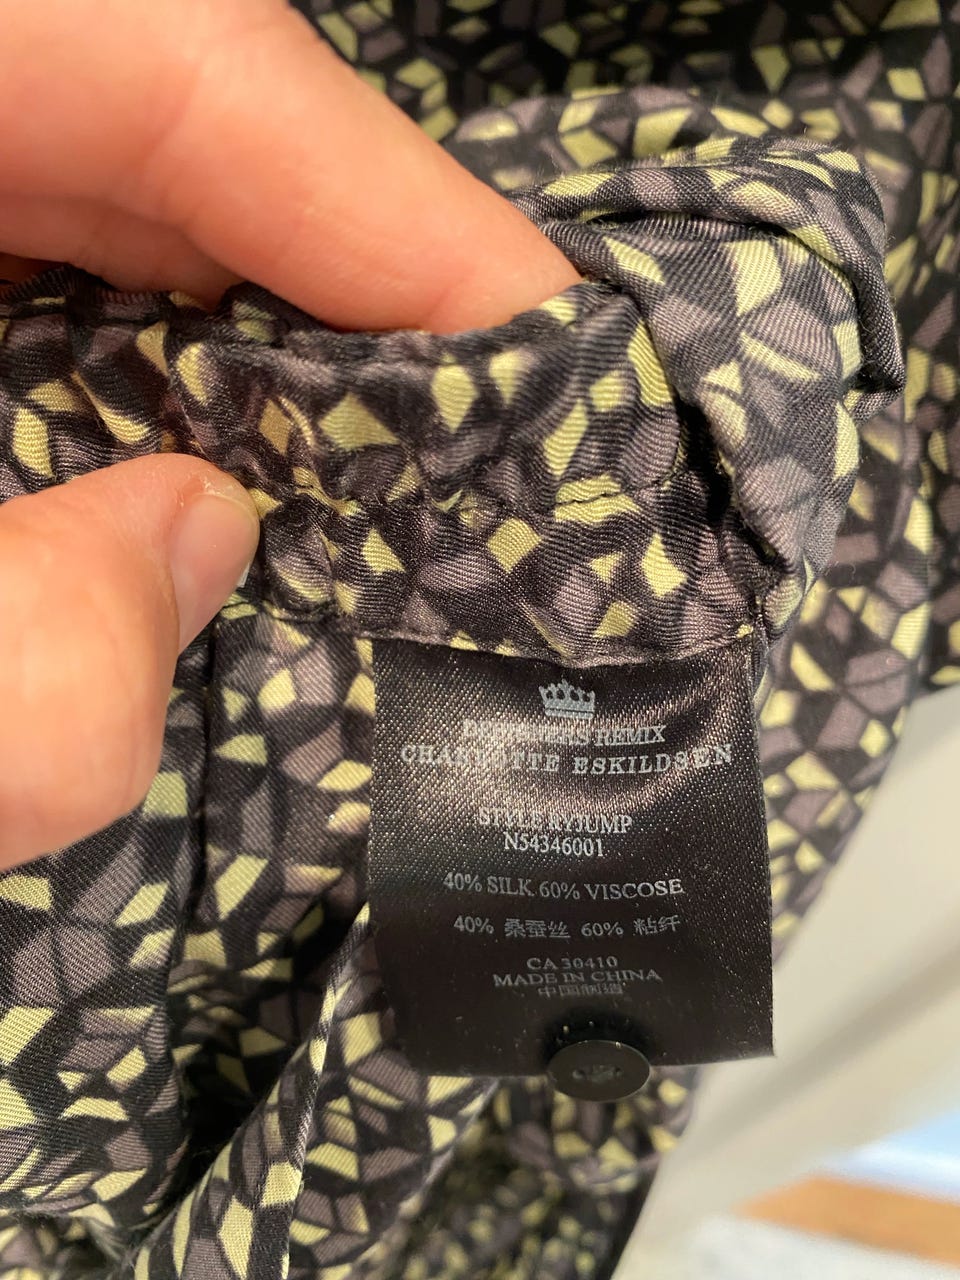 REMIX
CHARLOTTE ESKILDSEN
STYLE RYJUMP
N54346001
40% SILK 60% VISCOSE
40% 桑蚕丝 60% 粘纤
CA 30410
MADE IN CHINA
中国制造